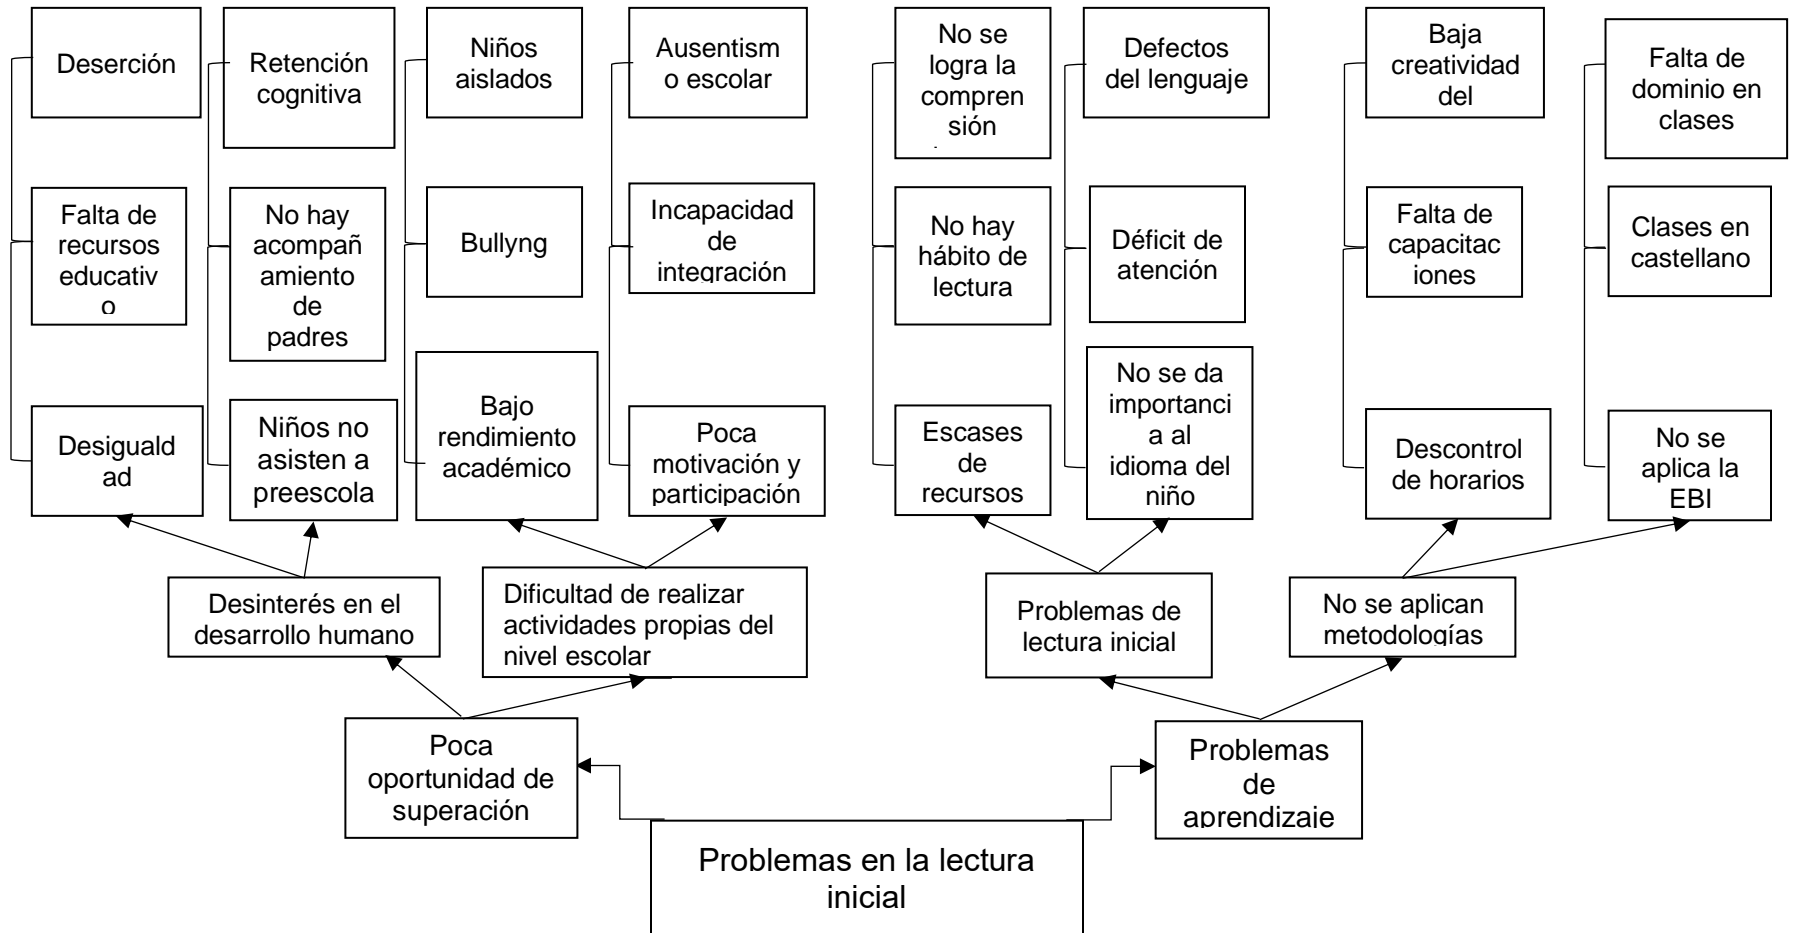 Deserción
Retención
cognitiva
Niños
aislados
Ausentism
o escolar
No se
logra la
compren
sión
Defectos
del lenguaje
Baja
creatividad
del
Falta de
dominio en
clases
Falta de
recursos
educativ
o
No hay
acompañ
amiento
de
padres
Bullyng
Incapacidad
de
integración
No hay
hábito de
lectura
Déficit de
atención
Falta de
capacitac
iones
Clases en
castellano
Desiguald
ad
Niños no
asisten a
preescola
Bajo
rendimiento
académico
Poca
motivación y
participación
Escases
de
recursos
No se da
importanci
a al
idioma del
niño
Descontrol
de horarios
No se
aplica la
EBI
Desinterés en el
desarrollo humano
Dificultad de realizar
actividades propias del
nivel escolar
Problemas de
lectura inicial
No se aplican
metodologías
Poca
oportunidad de
superación
Problemas
de
aprendizaje
Problemas en la lectura
inicial